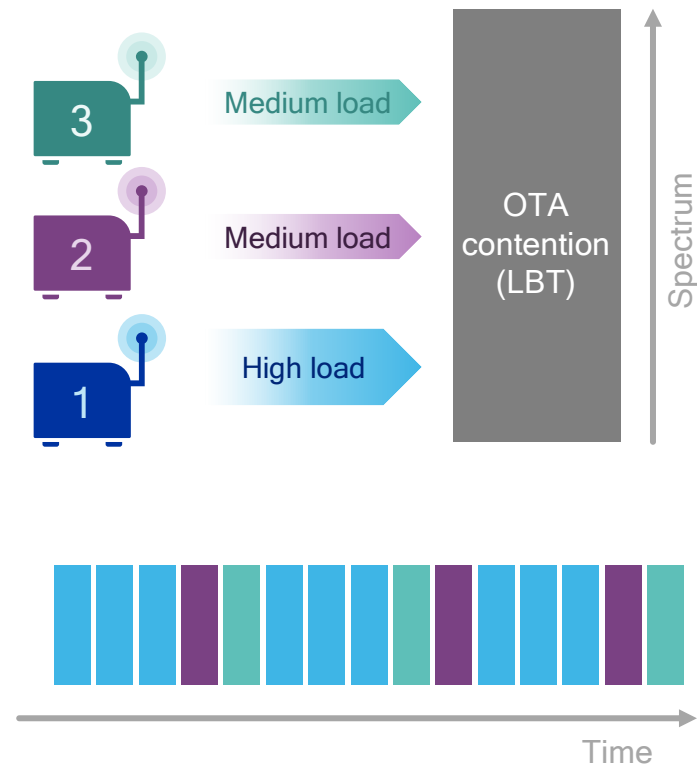 3
Medium load
2
Medium load
1
High load
OTA
contention
(LBT)
Spectrum
Time